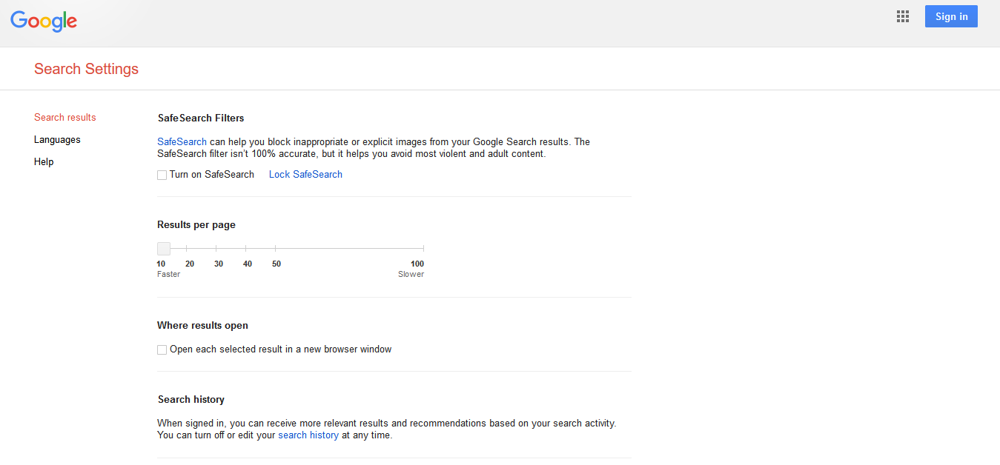 Google
Sign in
Search Settings
Search results
Languages
Help
SafeSearch Filters
SafeSearch can help you block inappropriate or explicit images from your Google Search results. The
SafeSearch filter isn't 100% accurate, but it helps you avoid most violent and adult content.
Turn on SafeSearch Lock SafeSearch
Results per page
10 20 30 40 50 100
Faster Slower
Where results open
Open each selected result in a new browser window
Search history
When signed in, you can receive more relevant results and recommendations based on your search activity.
You can turn off or edit your search history at any time.